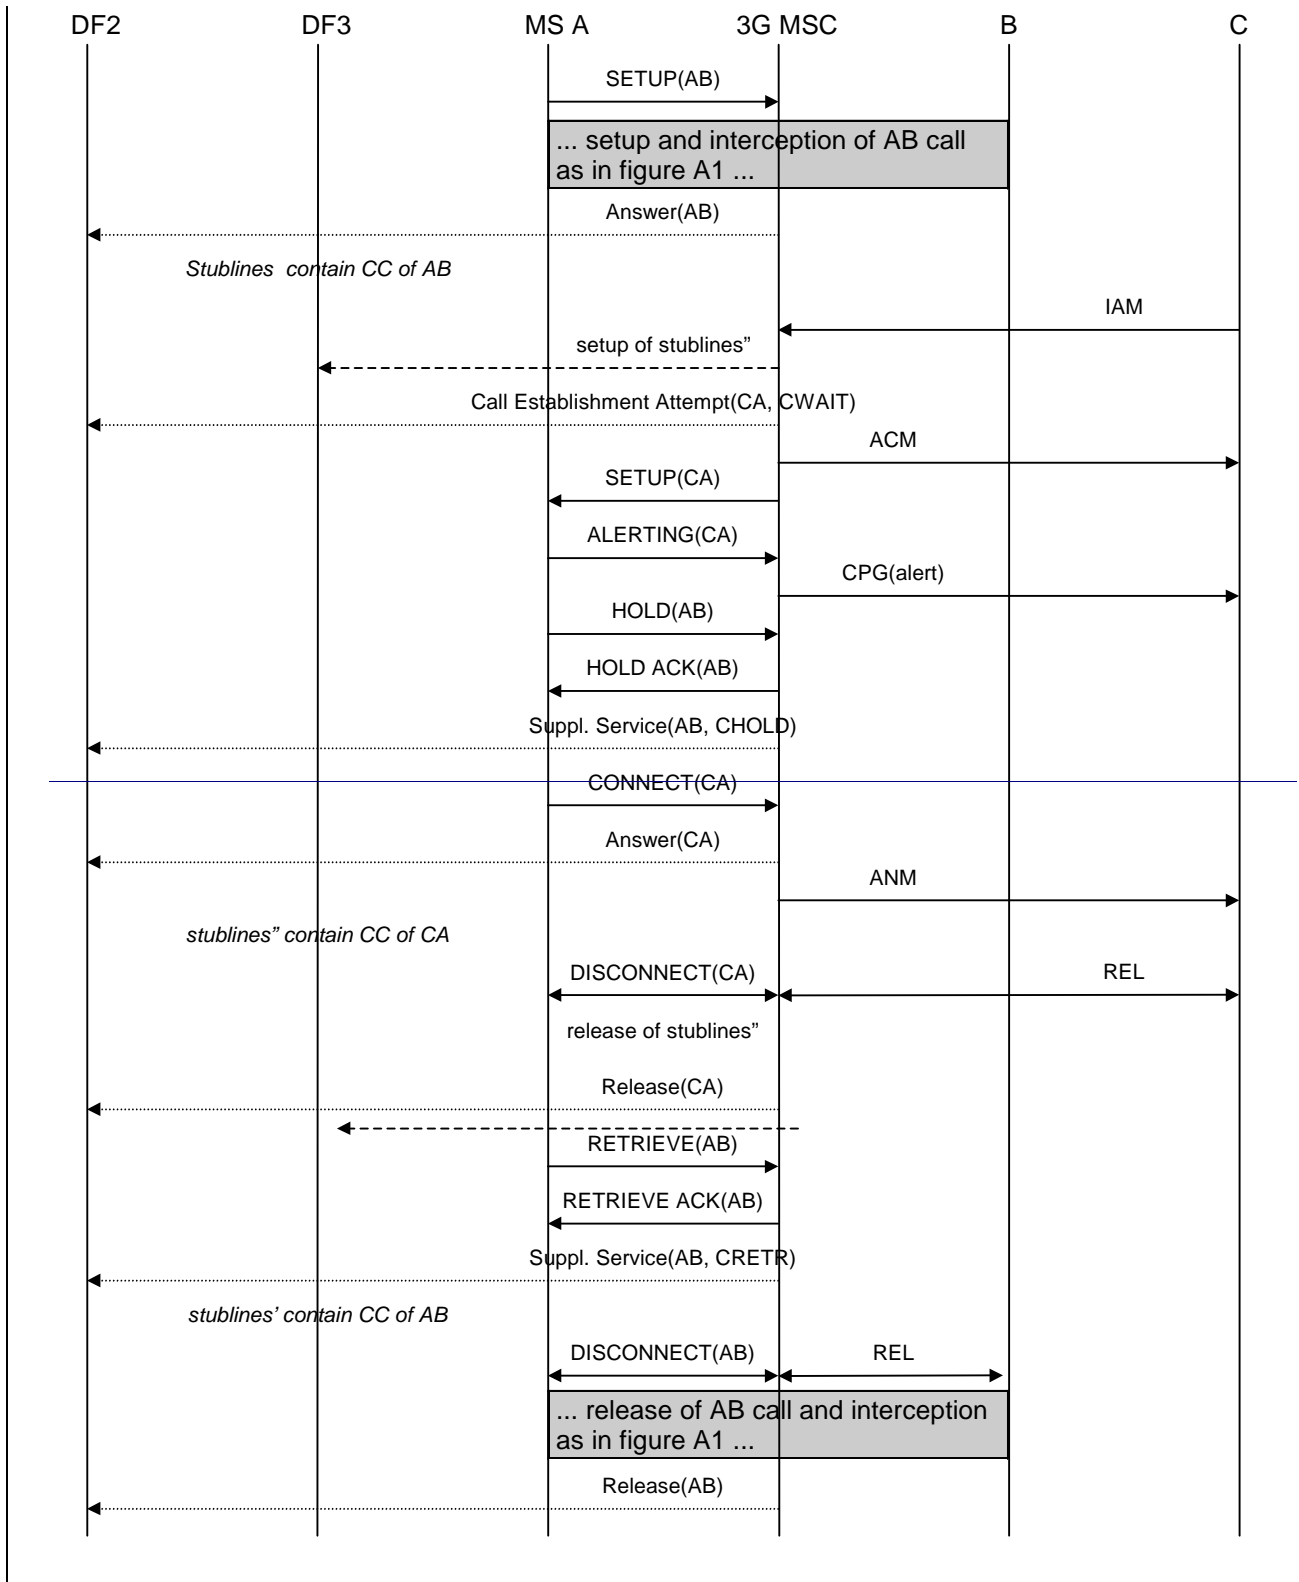 DF2 DF3 MS A 3G MSC B C
SETUP(AB)
... setup and interception of AB call
as in figure A1 ...
Answer(AB)
Stublines contain CC of AB
IAM
setup of stublines”
Call Establishment Attempt(CA, CWAIT)
ACM
SETUP(CA)
ALERTING(CA)
CPG(alert)
HOLD(AB)
HOLD ACK(AB)
Suppl. Service(AB, CHOLD)
CONNECT(CA)
Answer(CA)
ANM
stublines” contain CC of CA
DISCONNECT(CA) REL
release of stublines”
Release(CA)
RETRIEVE(AB)
RETRIEVE ACK(AB)
Suppl. Service(AB, CRETR)
stublines’ contain CC of AB
DISCONNECT(AB) REL
... release of AB call and interception
as in figure A1 ...
Release(AB)